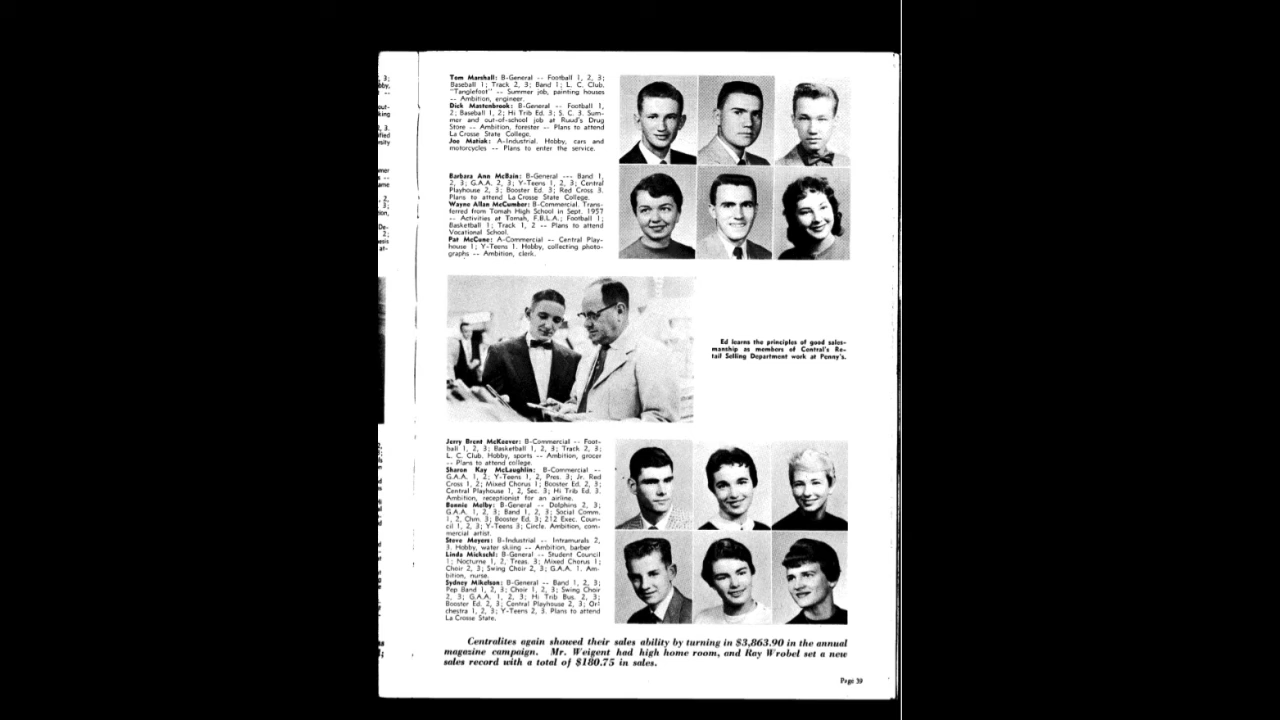 Tom Marshall: B-General -- Football 1, 2, 3;
Baseball 1; Track 2, 3; Band 1; L. C. Club.
"Tanglefoot" -- Summer job, painting houses
-- Ambition, engineer.
Dick Mastenbrook: B-General -- Football 1,
2; Baseball 1, 2; Hi Trib Ed. 3; S. C. 3. Sum-
mer and out-of-school job at Ruud's Drug
Store -- Ambition, forester -- Plans to attend
La Crosse State College.
Joe Matiak: A-Industrial. Hobby, cars and
motorcycles -- Plans to enter the service.
Barbara Ann McBain: B-General --- Band 1,
2, 3; G.A.A. 2, 3; Y-Teens 1, 2, 3; Central
Playhouse 2, 3; Booster Ed. 3; Red Cross 3.
Plans to attend La Crosse State College.
Wayne Allan McCumber: B-Commercial. Trans-
ferred from Tomah High School in Sept. 1957
-- Activities at Tomah, F.B.L.A.; Football 1;
Basketball 1; Track 1, 2 -- Plans to attend
Vocational School.
Pat McCune: A-Commercial -- Central Play-
house 1; Y-Teens 1. Hobby, collecting photo-
graphs -- Ambition, clerk.
Ed learns the principles of good sales-
manship as members of Central's Re-
tail Selling Department work at Penny's.
Jerry Brent McKeever: B-Commercial -- Foot-
ball 1, 2, 3; Basketball 1, 2, 3; Track 2, 3;
L. C. Club. Hobby, sports -- Ambition, grocer
-- Plans to attend college.
Sharon Kay McLaughlin: B-Commercial --
G.A.A. 1, 2; Y-Teens 1, 2, Pres. 3; Jr. Red
Cross 1, 2; Mixed Chorus 1; Booster Ed. 2, 3;
Central Playhouse 1, 2, Sec. 3; Hi Trib Ed. 3.
Ambition, receptionist for an airline.
Bonnie Melby: B-General -- Dolphins 2, 3;
G.A.A. 1, 2, 3; Band 1, 2, 3; Social Comm.
1, 2, Chm. 3; Booster Ed. 3; 212 Exec. Coun-
cil 1, 2, 3; Y-Teens 3; Circle. Ambition, com-
mercial artist.
Steve Meyers: B-Industrial -- Intramurals 2,
3. Hobby, water skiing -- Ambition, barber
Linda Mickschl: B-General -- Student Council
1; Nocturne 1, 2, Treas. 3; Mixed Chorus 1;
Choir 2, 3; Swing Choir 2, 3; G.A.A. 1. Am-
bition, nurse.
Sydney Mikelson: B-General -- Band 1, 2, 3;
Pep Band 1, 2, 3; Choir 1, 2, 3; Swing Choir
2, 3; G.A.A. 1, 2, 3; Hi Trib Bus. 2, 3;
Booster Ed. 2, 3; Central Playhouse 2, 3; Or-
chestra 1, 2, 3; Y-Teens 2, 3. Plans to attend
La Crosse State.
Centralites again showed their sales ability by turning in $3,863.90 in the annual
magazine campaign. Mr. Weigent had high home room, and Ray Wrobel set a new
sales record with a total of $180.75 in sales.
Page 39